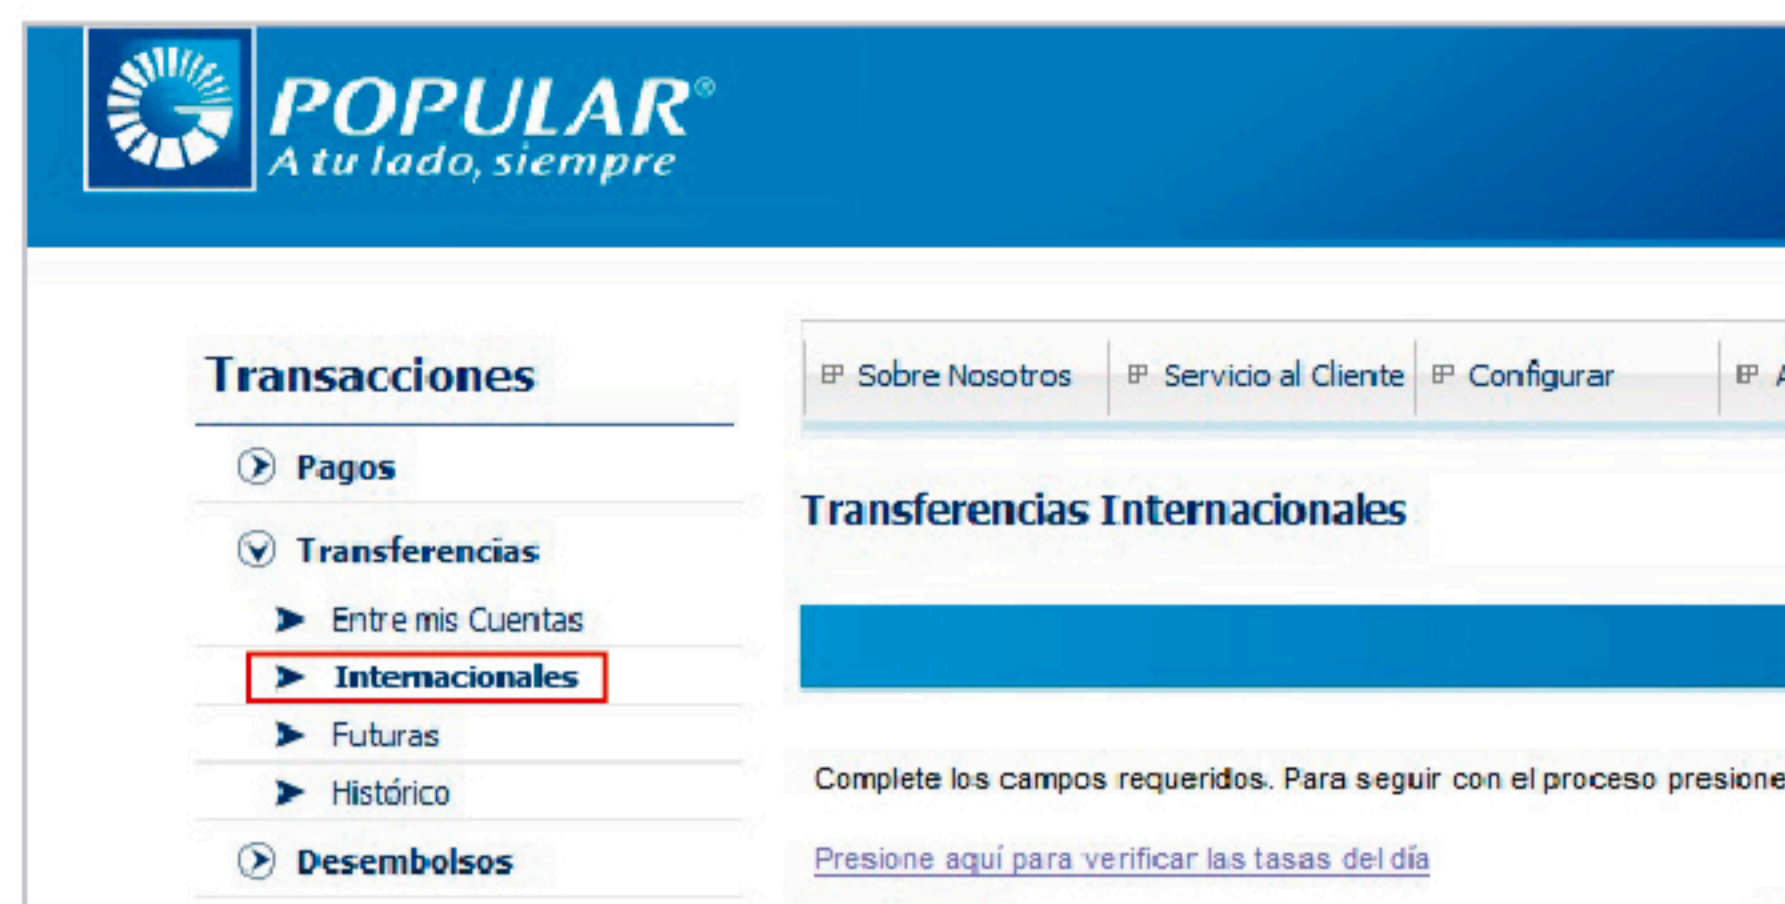 POPULAR®
A tu lado, siempre
Transacciones
Sobre Nosotros
Servicio al Cliente
Configurar
Pagos
Transferencias Internacionales
Transferencias
Entre mis Cuentas
Internacionales
Futuras
Complete los campos requeridos. Para seguir con el proceso presione
Histórico
Presione aquí para verificar las tasas del día
Desembolsos